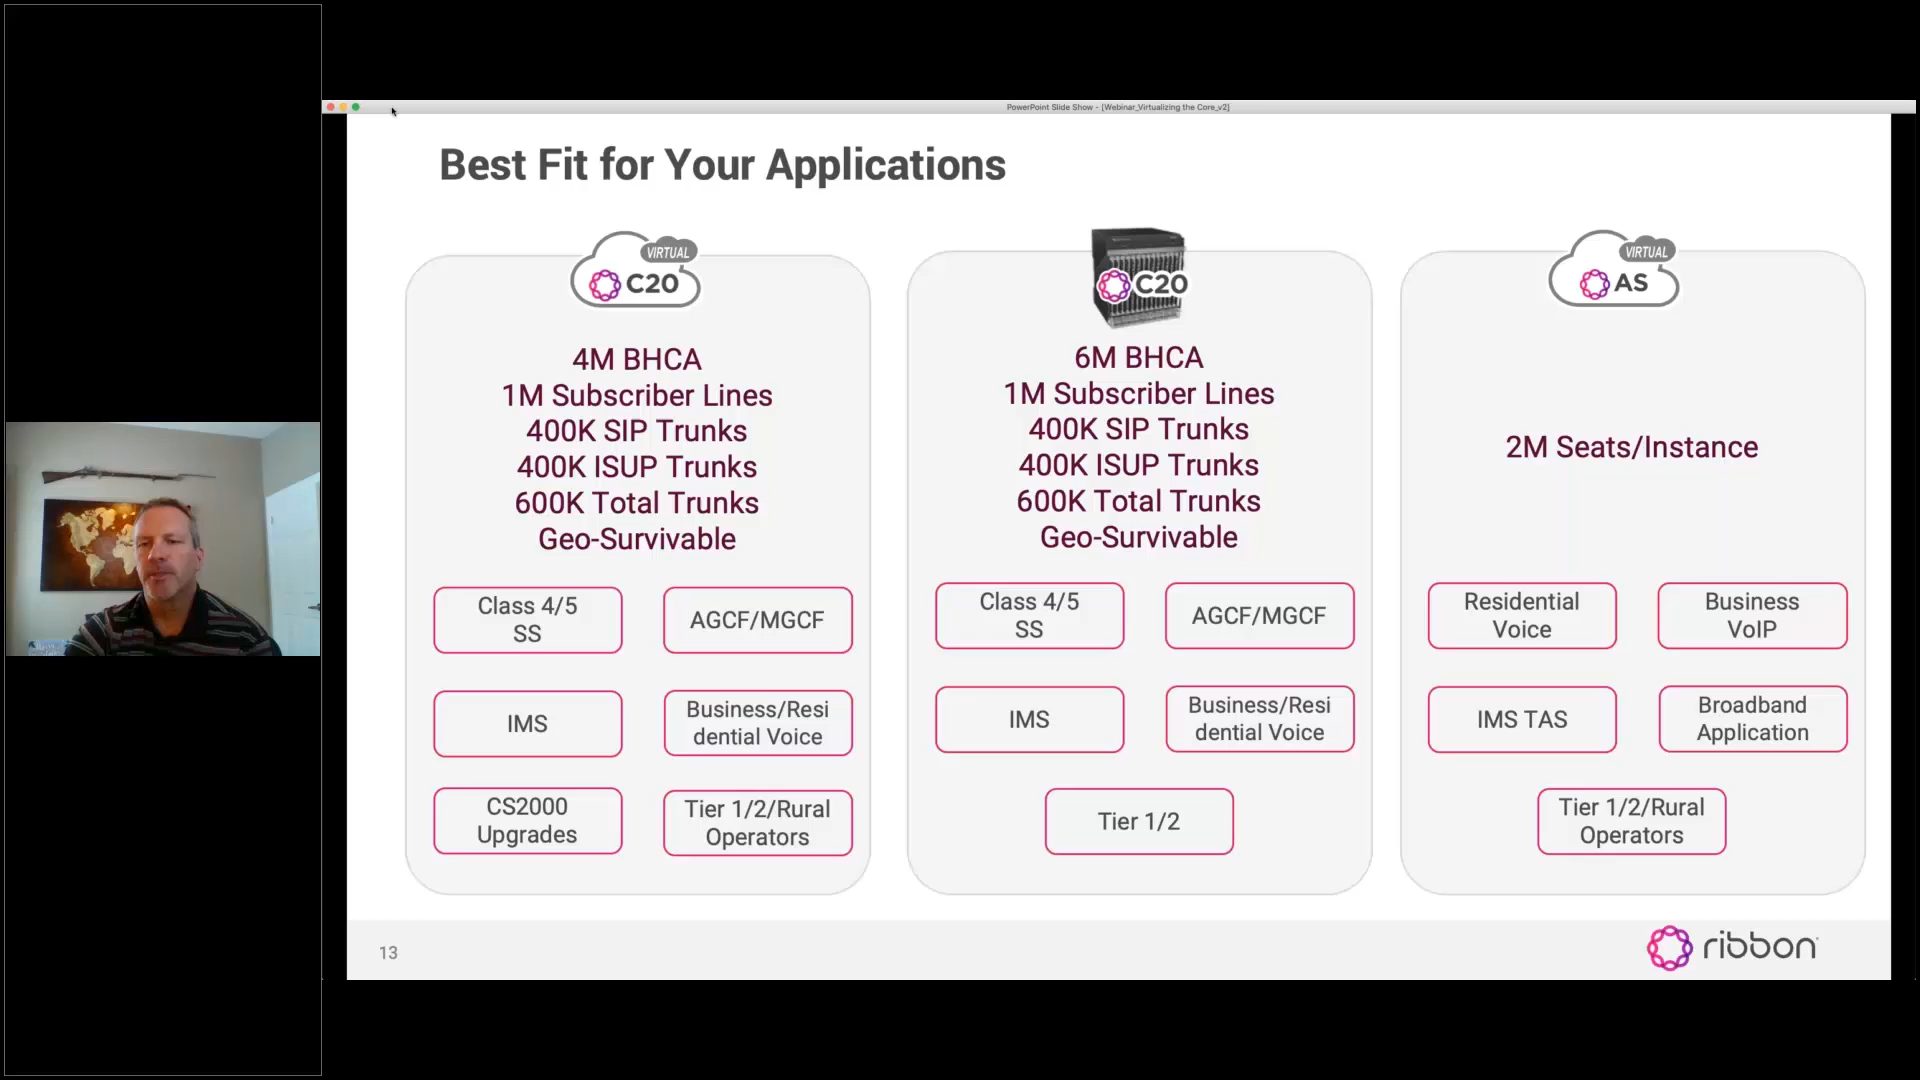 PowerPoint Slide Show - [Webinar_Virtualizing the Core_v2]
Best Fit for Your Applications
VIRTUAL
C20
4M BHCA
1M Subscriber Lines
400K SIP Trunks
400K ISUP Trunks
600K Total Trunks
Geo-Survivable
Class 4/5
SS
AGCF/MGCF
IMS
Business/Resi
dential Voice
CS2000
Upgrades
Tier 1/2/Rural
Operators
C20
6M BHCA
1M Subscriber Lines
400K SIP Trunks
400K ISUP Trunks
600K Total Trunks
Geo-Survivable
Class 4/5
SS
AGCF/MGCF
IMS
Business/Resi
dential Voice
Tier 1/2
VIRTUAL
AS
2M Seats/Instance
Residential
Voice
Business
VoIP
IMS TAS
Broadband
Application
Tier 1/2/Rural
Operators
13
ribbon